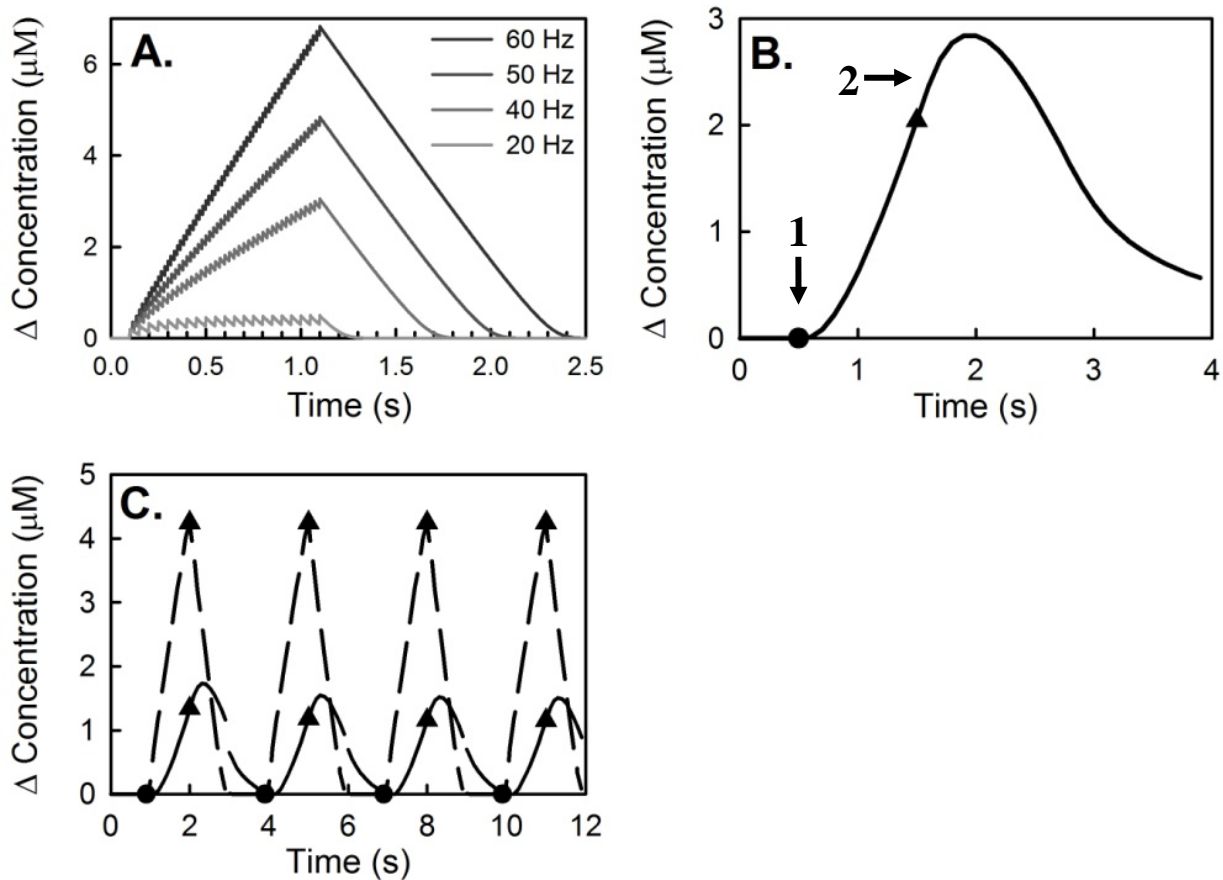 A.
60 Hz
50 Hz
40 Hz
20 Hz
Δ Concentration (μM)
6
4
2
0
0.0 0.5 1.0 1.5 2.0 2.5
Time (s)
B.
2
1
Δ Concentration (μM)
3
2
1
0
0 1 2 3 4
Time (s)
C.
Δ Concentration (μM)
5
4
3
2
1
0
0 2 4 6 8 10 12
Time (s)